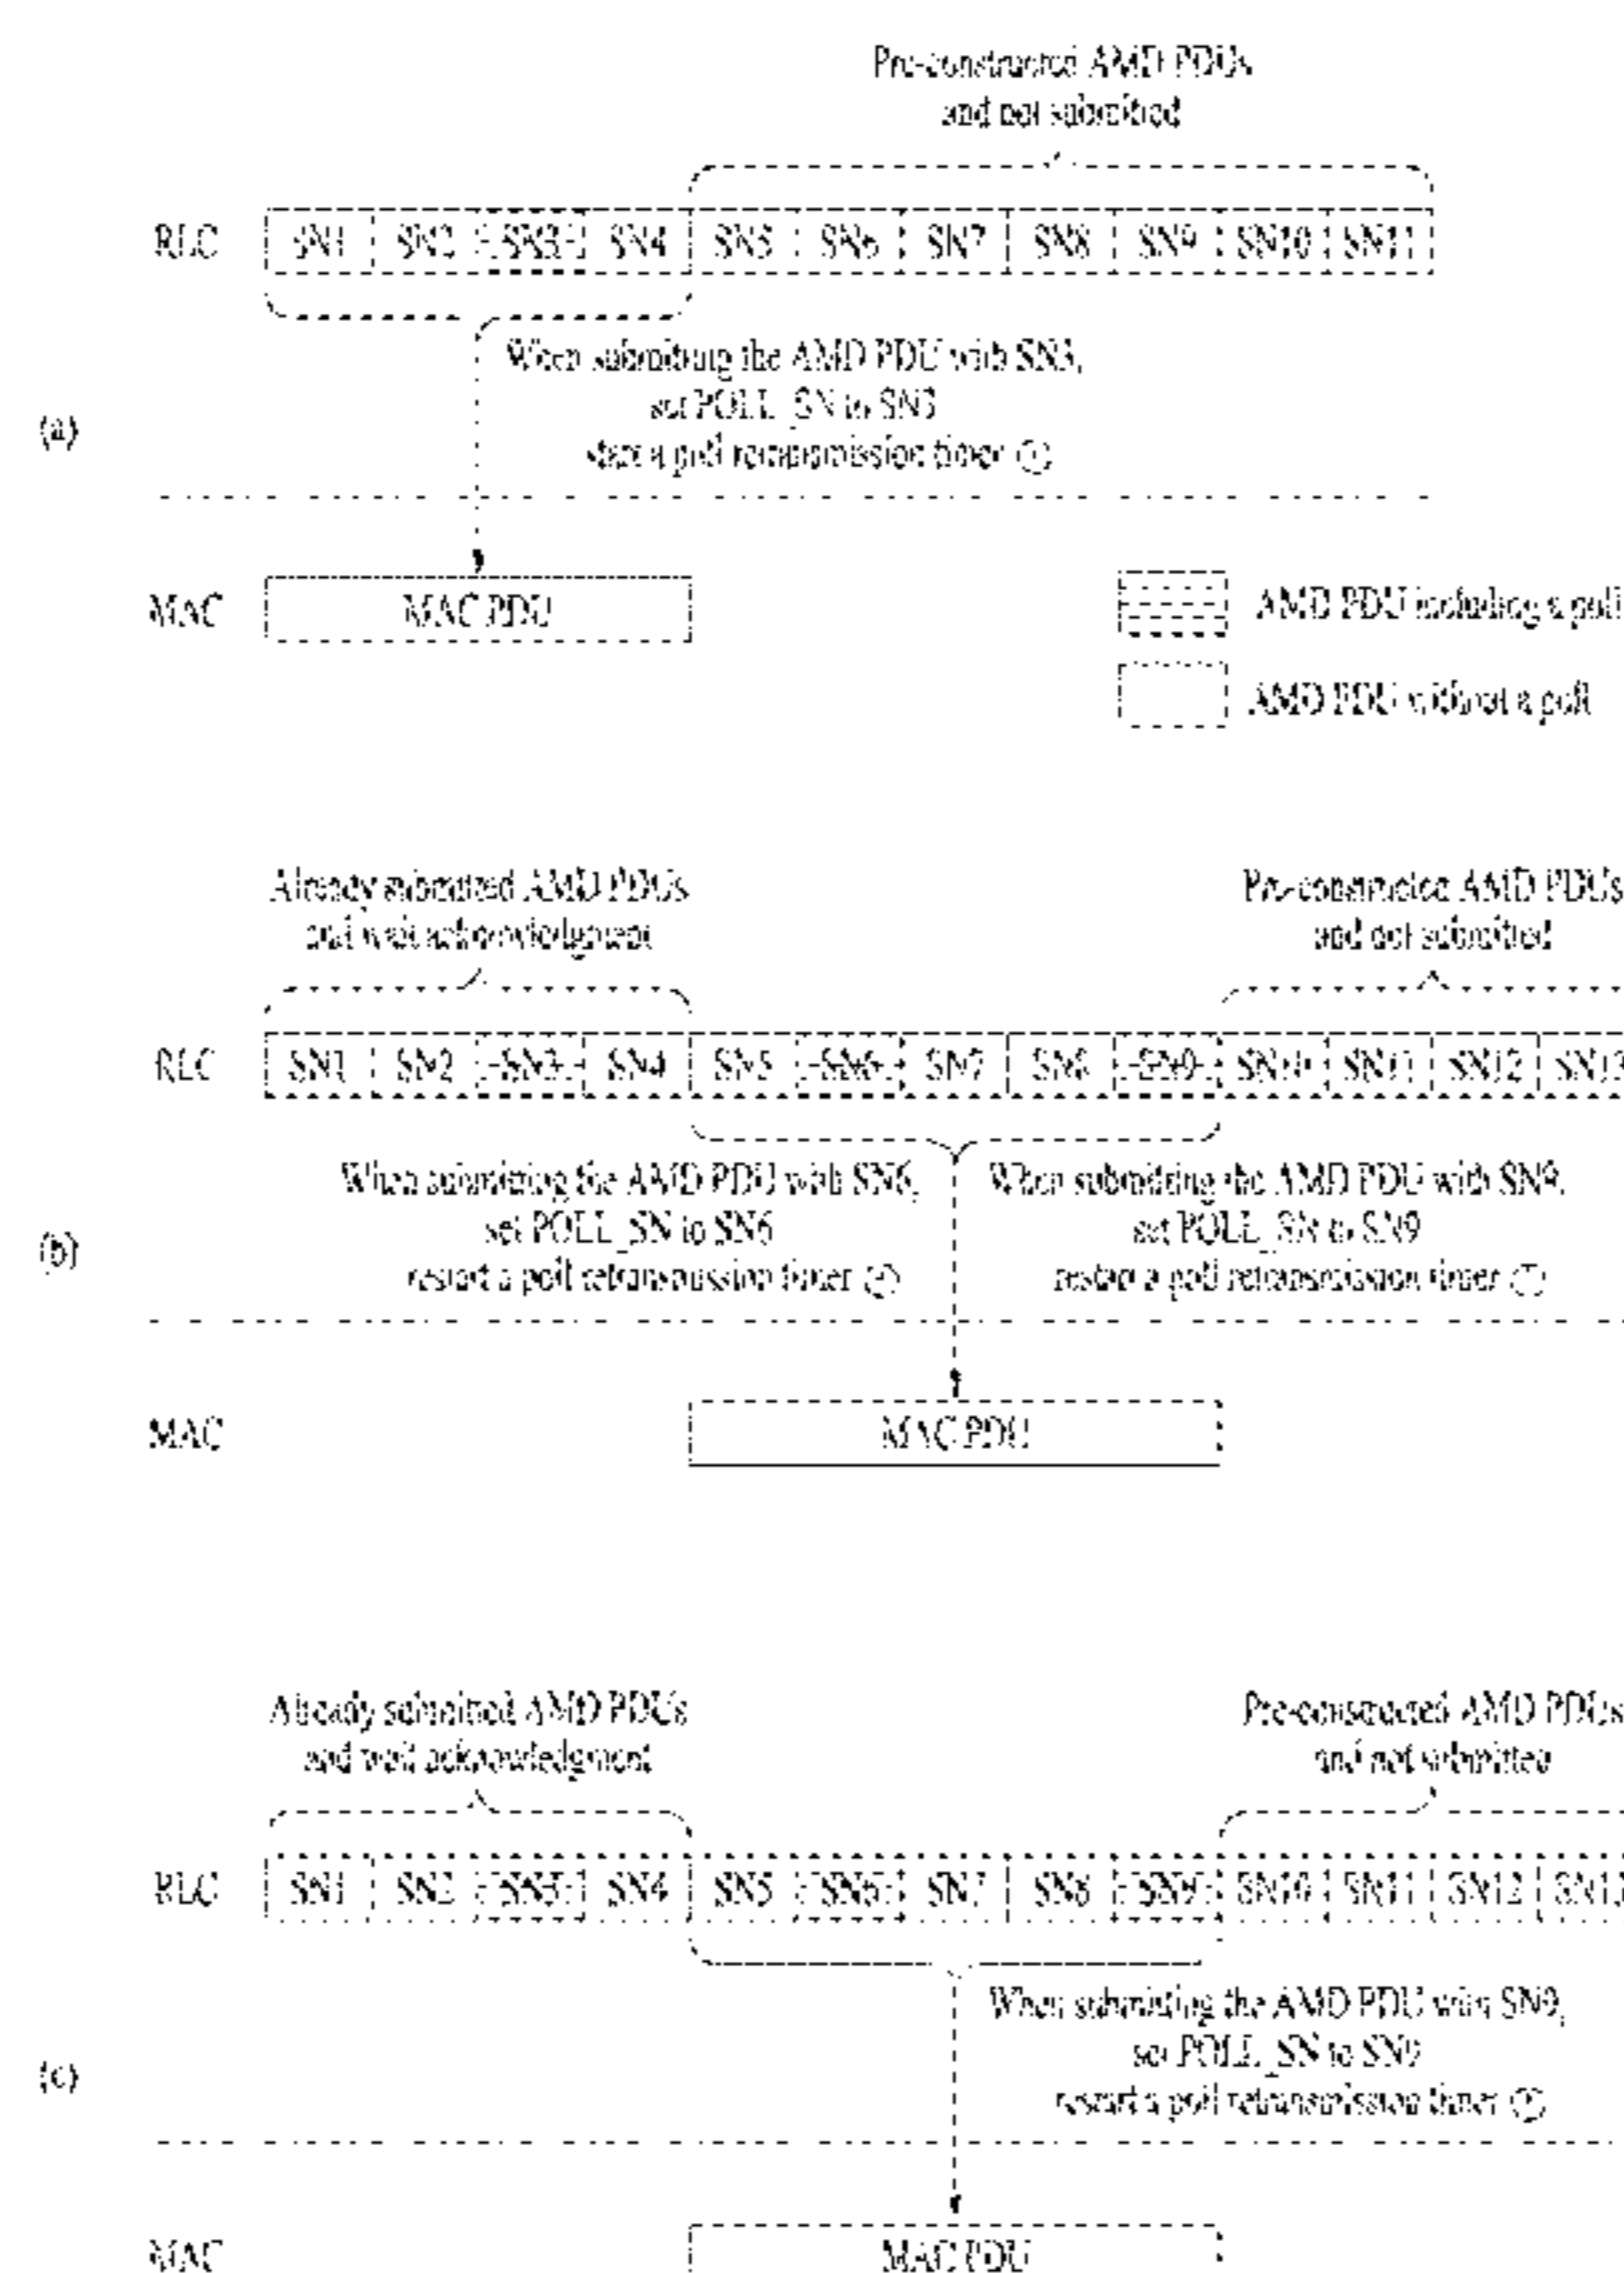 Pre-constructed AMD PDUs
and not submitted
RLC SN1 SN2 SN3 SN4 SN5 SN6 SN7 SN8 SN9 SN10 SN11
When submitting the AMD PDU with SN3,
set POLL_SN to SN3
(a)
start a poll retransmission timer
MAC MAC PDU
AMD PDU including a poll
AMD PDU without a poll
Already submitted AMD PDUs
and wait acknowledgment
Pre-constructed AMD PDUs
and not submitted
RLC SN1 SN2 SN3 SN4 SN5 SN6 SN7 SN8 SN9 SN10 SN11 SN12 SN13
When submitting the AMD PDU with SN6,
set POLL_SN to SN6
restart a poll retransmission timer
When submitting the AMD PDU with SN9,
set POLL_SN to SN9
restart a poll retransmission timer
(b)
MAC MAC PDU
Already submitted AMD PDUs
and wait acknowledgment
Pre-constructed AMD PDUs
and not submitted
RLC SN1 SN2 SN3 SN4 SN5 SN6 SN7 SN8 SN9 SN10 SN11 SN12 SN13
When submitting the AMD PDU with SN9,
set POLL_SN to SN9
(c)
restart a poll retransmission timer
MAC MAC PDU